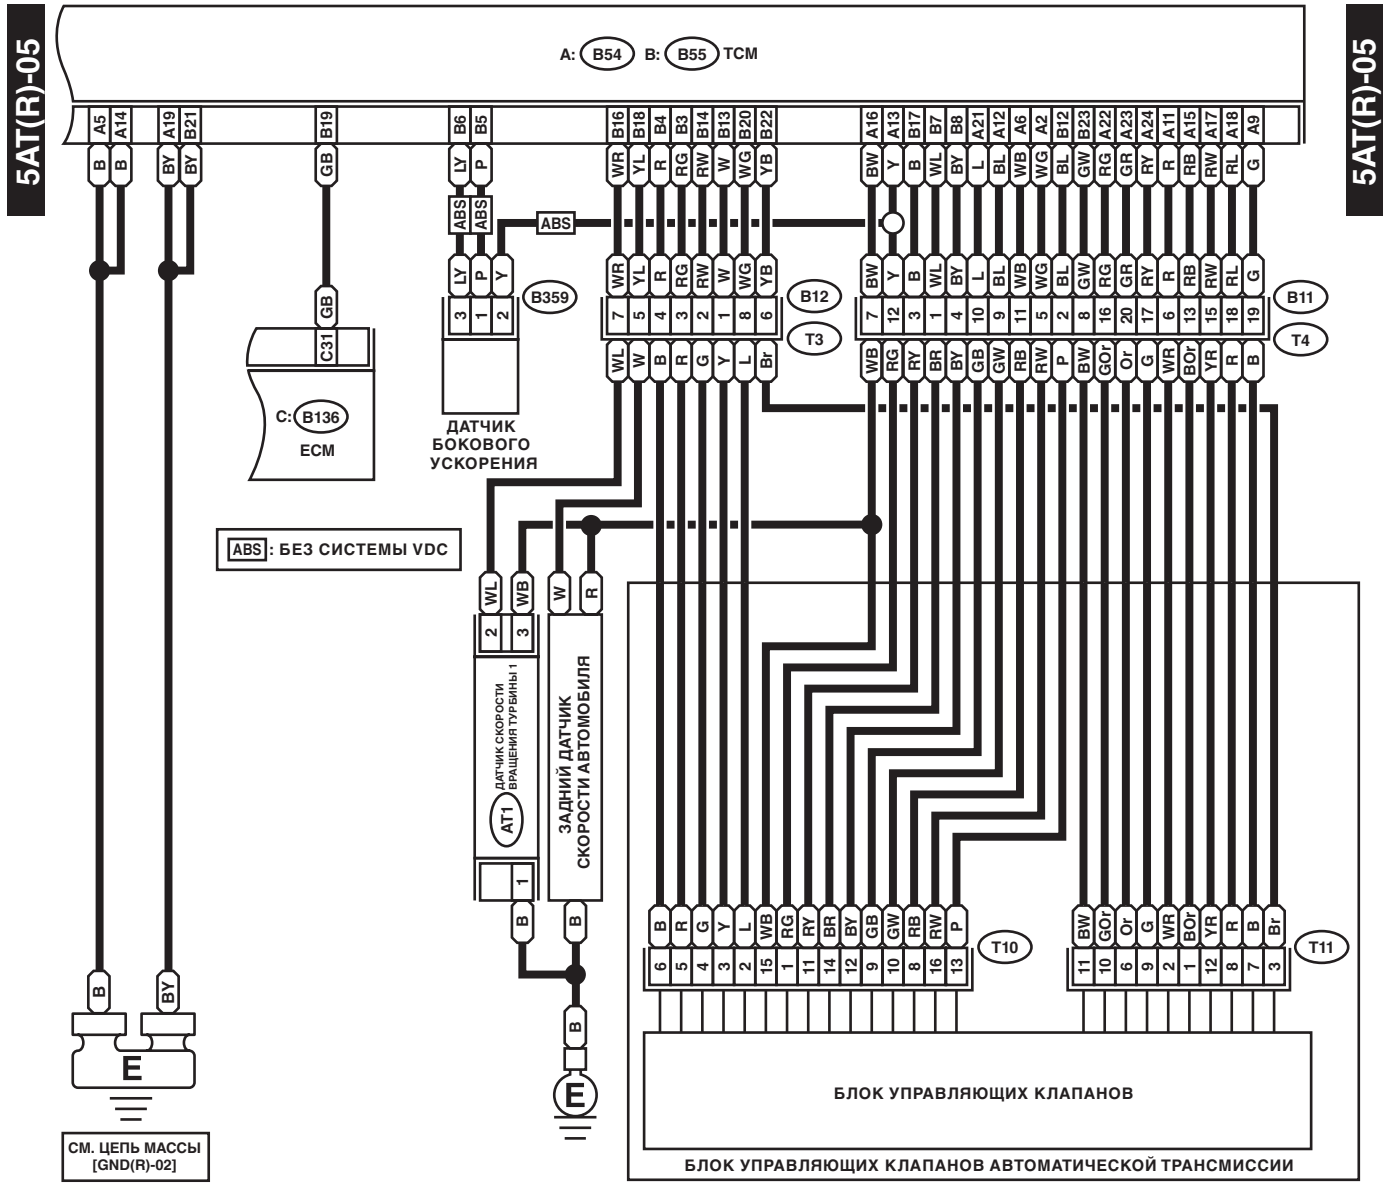 5AT(R)-05
5AT(R)-05
A: B54 B: B55 TCM
A5 A14 A19 B21 B19 B6 B5 B16 B18 B4 B3 B14 B13 B20 B22 A16 A13 B17 B7 B8 A21 A12 A6 A2 B12 B23 A22 A23 A24 A11 A15 A17 A18 A9
B B BY BY GB LY P WR YL R RG RW W WG YB BW Y B WL BY L BL WB WG BL GW RG GR RY R RB RW RL G
ABS ABS ABS
LY P Y WR YL R RG RW W WG YB BW Y B WL BY L BL WB WG BL GW RG GR RY R RB RW RL G
B359 B12 B11
GB
3 1 2 7 5 4 3 2 1 8 6 7 12 3 1 4 10 9 11 5 2 8 16 20 17 6 13 15 18 19
T3 T4
C31
WL W B R G Y L Br WB RG RY BR BY GB GW RB RW P BW GOr Or G WR BOr YR R B
C: B136
ECM
ДАТЧИК
БОКОВОГО
УСКОРЕНИЯ
ABS : БЕЗ СИСТЕМЫ VDC
WL WB W R
2 3
ДАТЧИК СКОРОСТИ
ВРАЩЕНИЯ ТУРБИНЫ 1
AT1
ЗАДНИЙ ДАТЧИК
СКОРОСТИ АВТОМОБИЛЯ
1
B B
B R G Y L WB RG RY BR BY GB GW RB RW P BW GOr Or G WR BOr YR R B Br
T10 T11
6 5 4 3 2 15 1 11 14 12 9 10 8 16 13 11 10 6 9 2 1 12 8 7 3
B BY
B
E
E
БЛОК УПРАВЛЯЮЩИХ КЛАПАНОВ
СМ. ЦЕПЬ МАССЫ
[GND(R)-02]
БЛОК УПРАВЛЯЮЩИХ КЛАПАНОВ АВТОМАТИЧЕСКОЙ ТРАНСМИССИИ